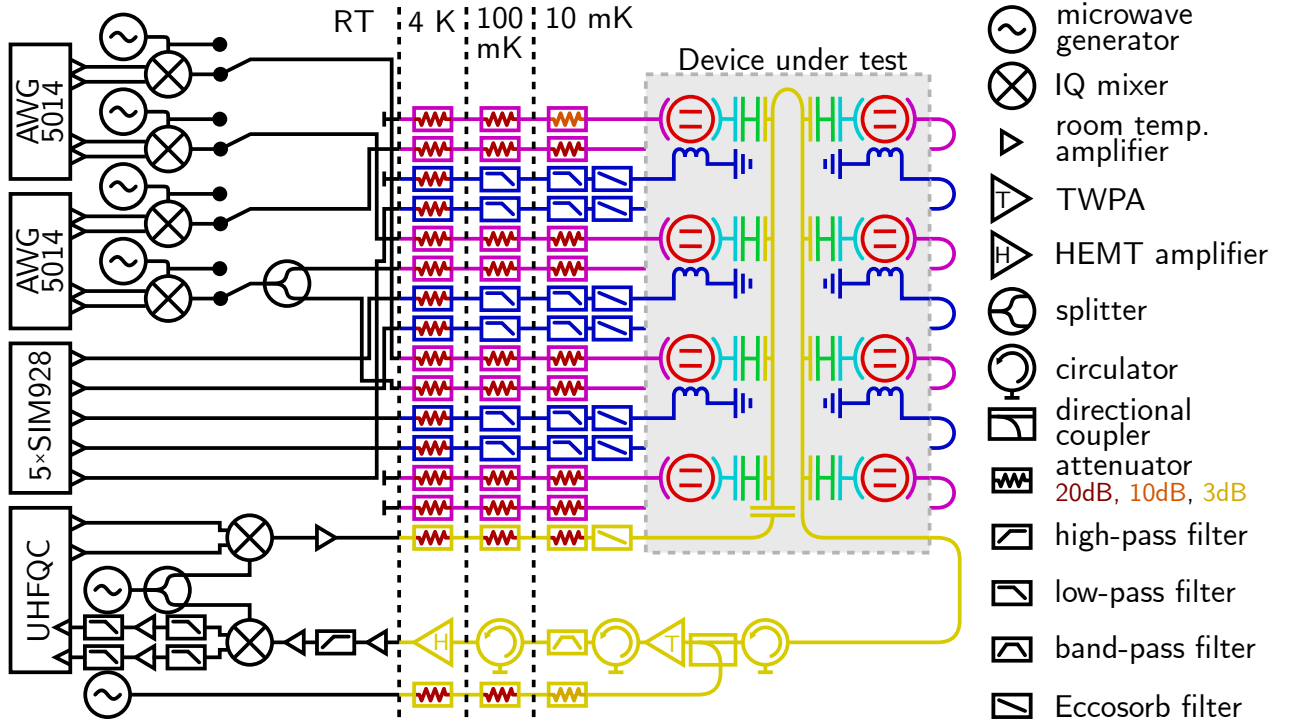 RT
4 K
100
mK
10 mK
Device under test
AWG
5014
AWG
5014
5×SIM928
UHFQC
H
T
microwave
generator
IQ mixer
room temp.
amplifier
T
TWPA
H
HEMT amplifier
splitter
circulator
directional
coupler
attenuator
20dB, 10dB, 3dB
high-pass filter
low-pass filter
band-pass filter
Eccosorb filter